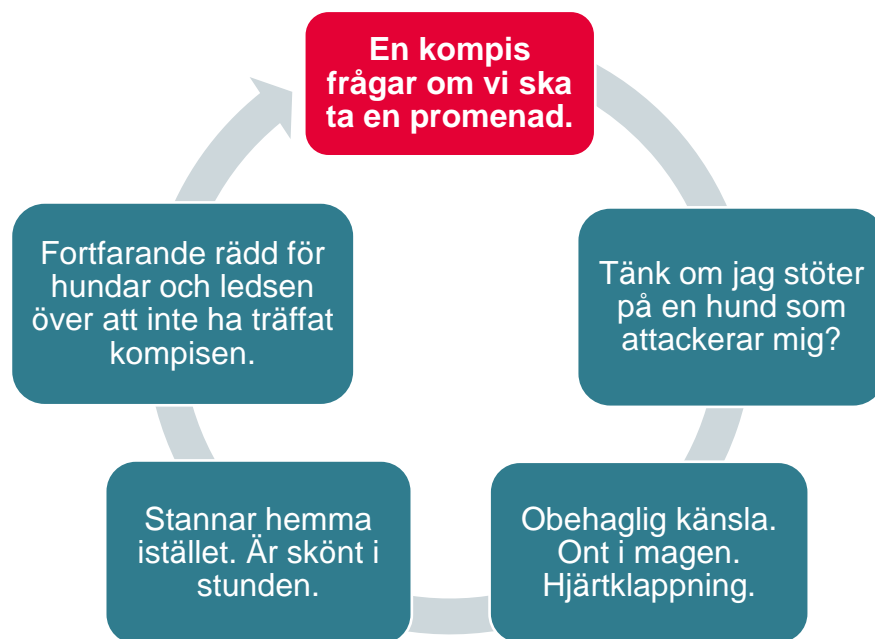 En kompis
frågar om vi ska
ta en promenad.
Tänk om jag stöter
på en hund som
attackerar mig?
Obehaglig känsla.
Ont i magen.
Hjärtklappning.
Stannar hemma
istället. Är skönt i
stunden.
Fortfarande rädd för
hundar och ledsen
över att inte ha träffat
kompisen.